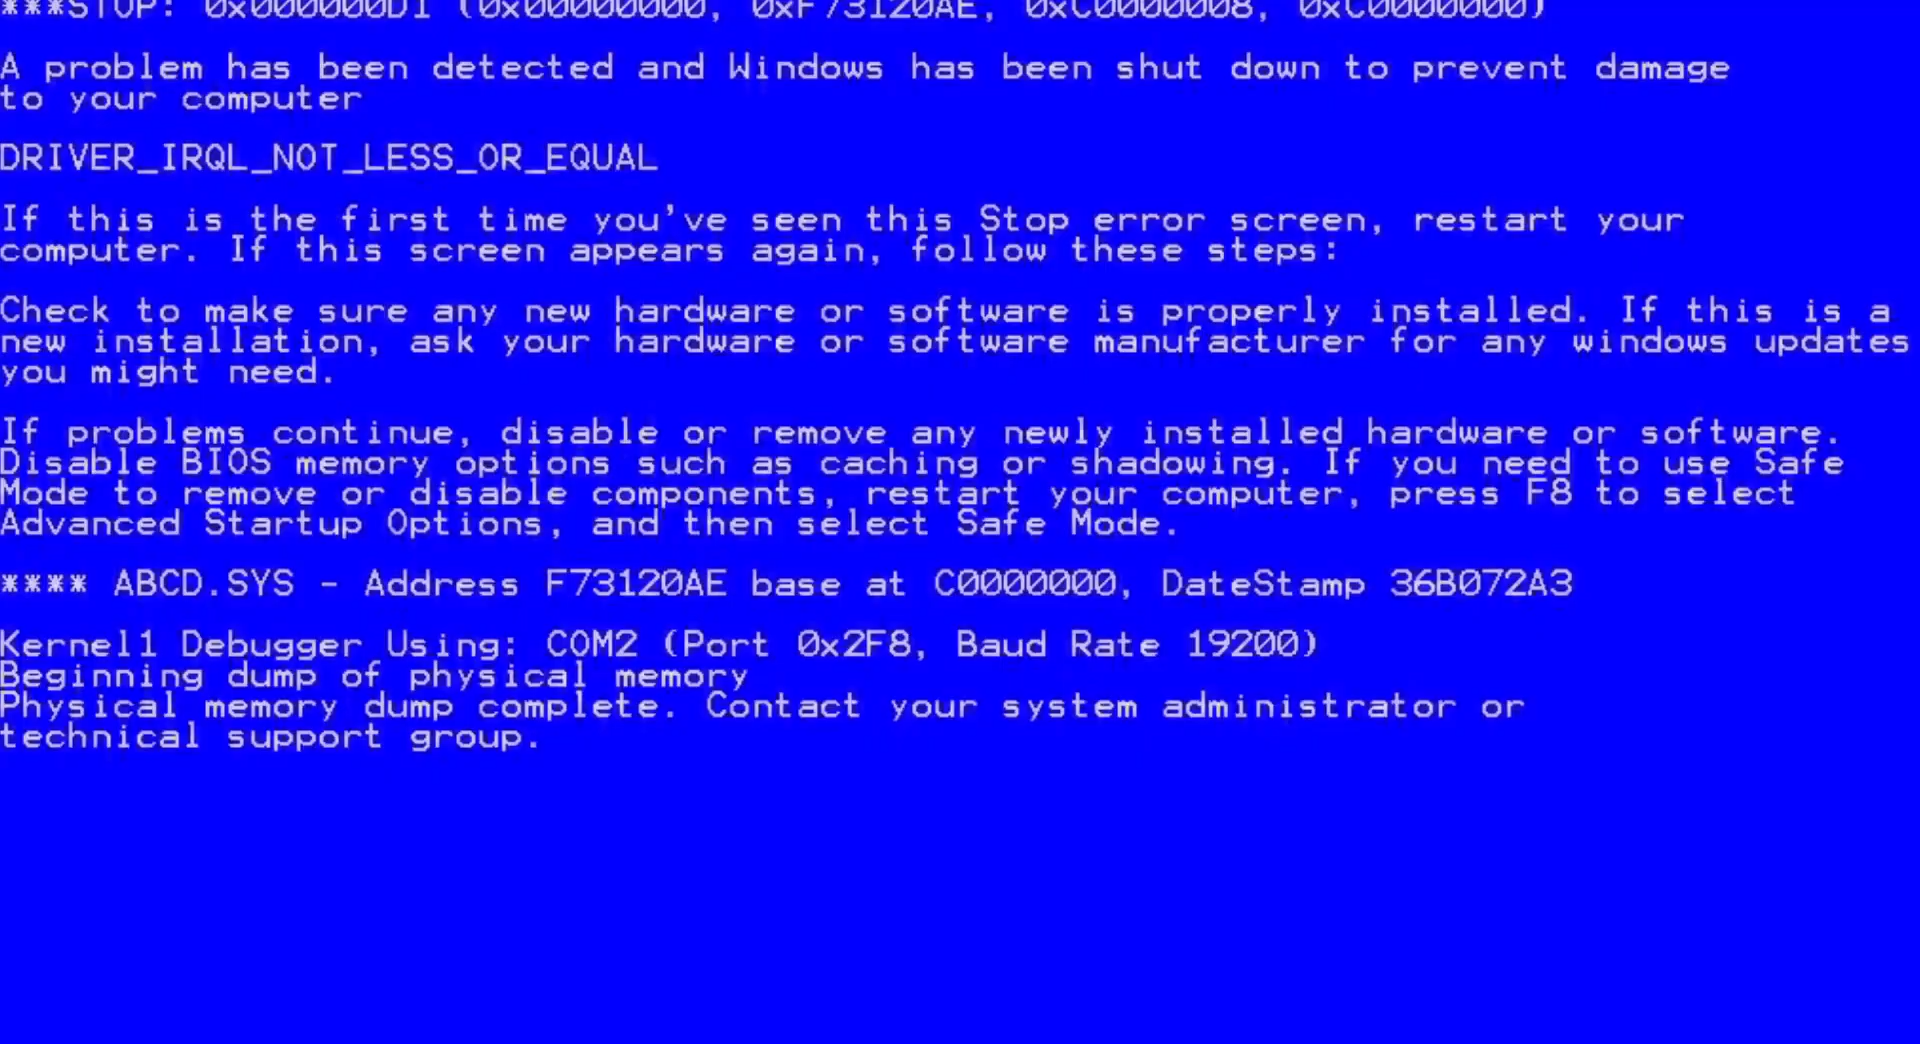 ***STOP: 0x000000D1 (0x00000000, 0xF73120AE, 0xC0000008, 0xC0000000)
A problem has been detected and Windows has been shut down to prevent damage
to your computer
DRIVER_IRQL_NOT_LESS_OR_EQUAL
If this is the first time you've seen this Stop error screen, restart your
computer. If this screen appears again, follow these steps:
Check to make sure any new hardware or software is properly installed. If this is a
new installation, ask your hardware or software manufacturer for any windows updates
you might need.
If problems continue, disable or remove any newly installed hardware or software.
Disable BIOS memory options such as caching or shadowing. If you need to use Safe
Mode to remove or disable components, restart your computer, press F8 to select
Advanced Startup Options, and then select Safe Mode.
**** ABCD.SYS - Address F73120AE base at C0000000, DateStamp 36B072A3
Kernel1 Debugger Using: COM2 (Port 0x2F8, Baud Rate 19200)
Beginning dump of physical memory
Physical memory dump complete. Contact your system administrator or
technical support group.